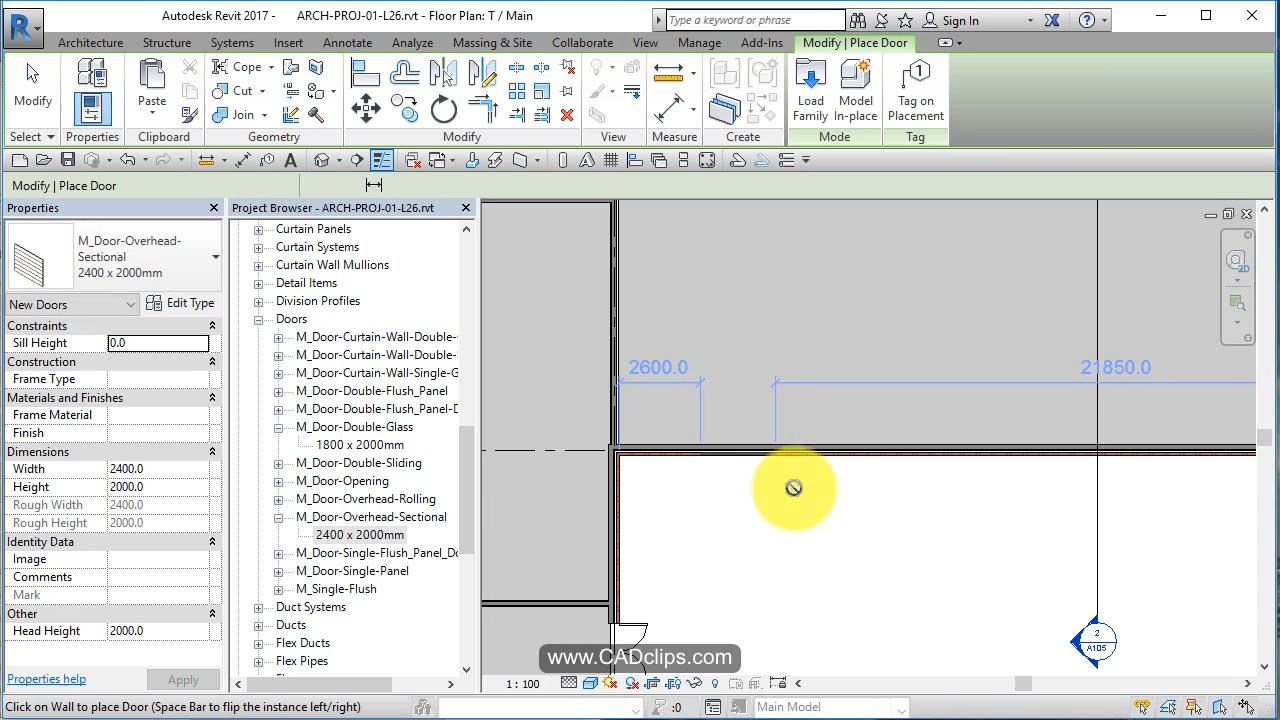 Autodesk Revit 2017 - ARCH-PROJ-01-L26.rvt - Floor Plan: T / Main
Type a keyword or phrase
Sign In
Architecture Structure Systems Insert Annotate Analyze Massing & Site Collaborate View Manage Add-Ins Modify | Place Door
Modify
Properties
Paste
Cope
Cut
Join
Load Family
Model In-place
Tag on Placement
Select Properties Clipboard Geometry Modify View Measure Create Mode Tag
Modify | Place Door
Properties
M_Door-Overhead-Sectional
2400 x 2000mm
New Doors
Edit Type
Constraints
Sill Height 0.0
Construction
Frame Type
Materials and Finishes
Frame Material
Finish
Dimensions
Width 2400.0
Height 2000.0
Rough Width 2400.0
Rough Height 2000.0
Identity Data
Image
Comments
Mark
Other
Head Height 2000.0
Properties help
Apply
Project Browser - ARCH-PROJ-01-L26.rvt
Curtain Panels
Curtain Systems
Curtain Wall Mullions
Detail Items
Division Profiles
Doors
M_Door-Curtain-Wall-Double-
M_Door-Curtain-Wall-Double-
M_Door-Curtain-Wall-Single-G
M_Door-Double-Flush_Panel
M_Door-Double-Flush_Panel-D
M_Door-Double-Glass
1800 x 2000mm
M_Door-Double-Sliding
M_Door-Opening
M_Door-Overhead-Rolling
M_Door-Overhead-Sectional
2400 x 2000mm
M_Door-Single-Flush_Panel_Do
M_Door-Single-Panel
M_Single-Flush
Duct Systems
Ducts
Flex Ducts
Flex Pipes
2600.0
21850.0
2
A105
www.CADclips.com
1 : 100
Click on Wall to place Door (Space Bar to flip the instance left/right)
:0
Main Model